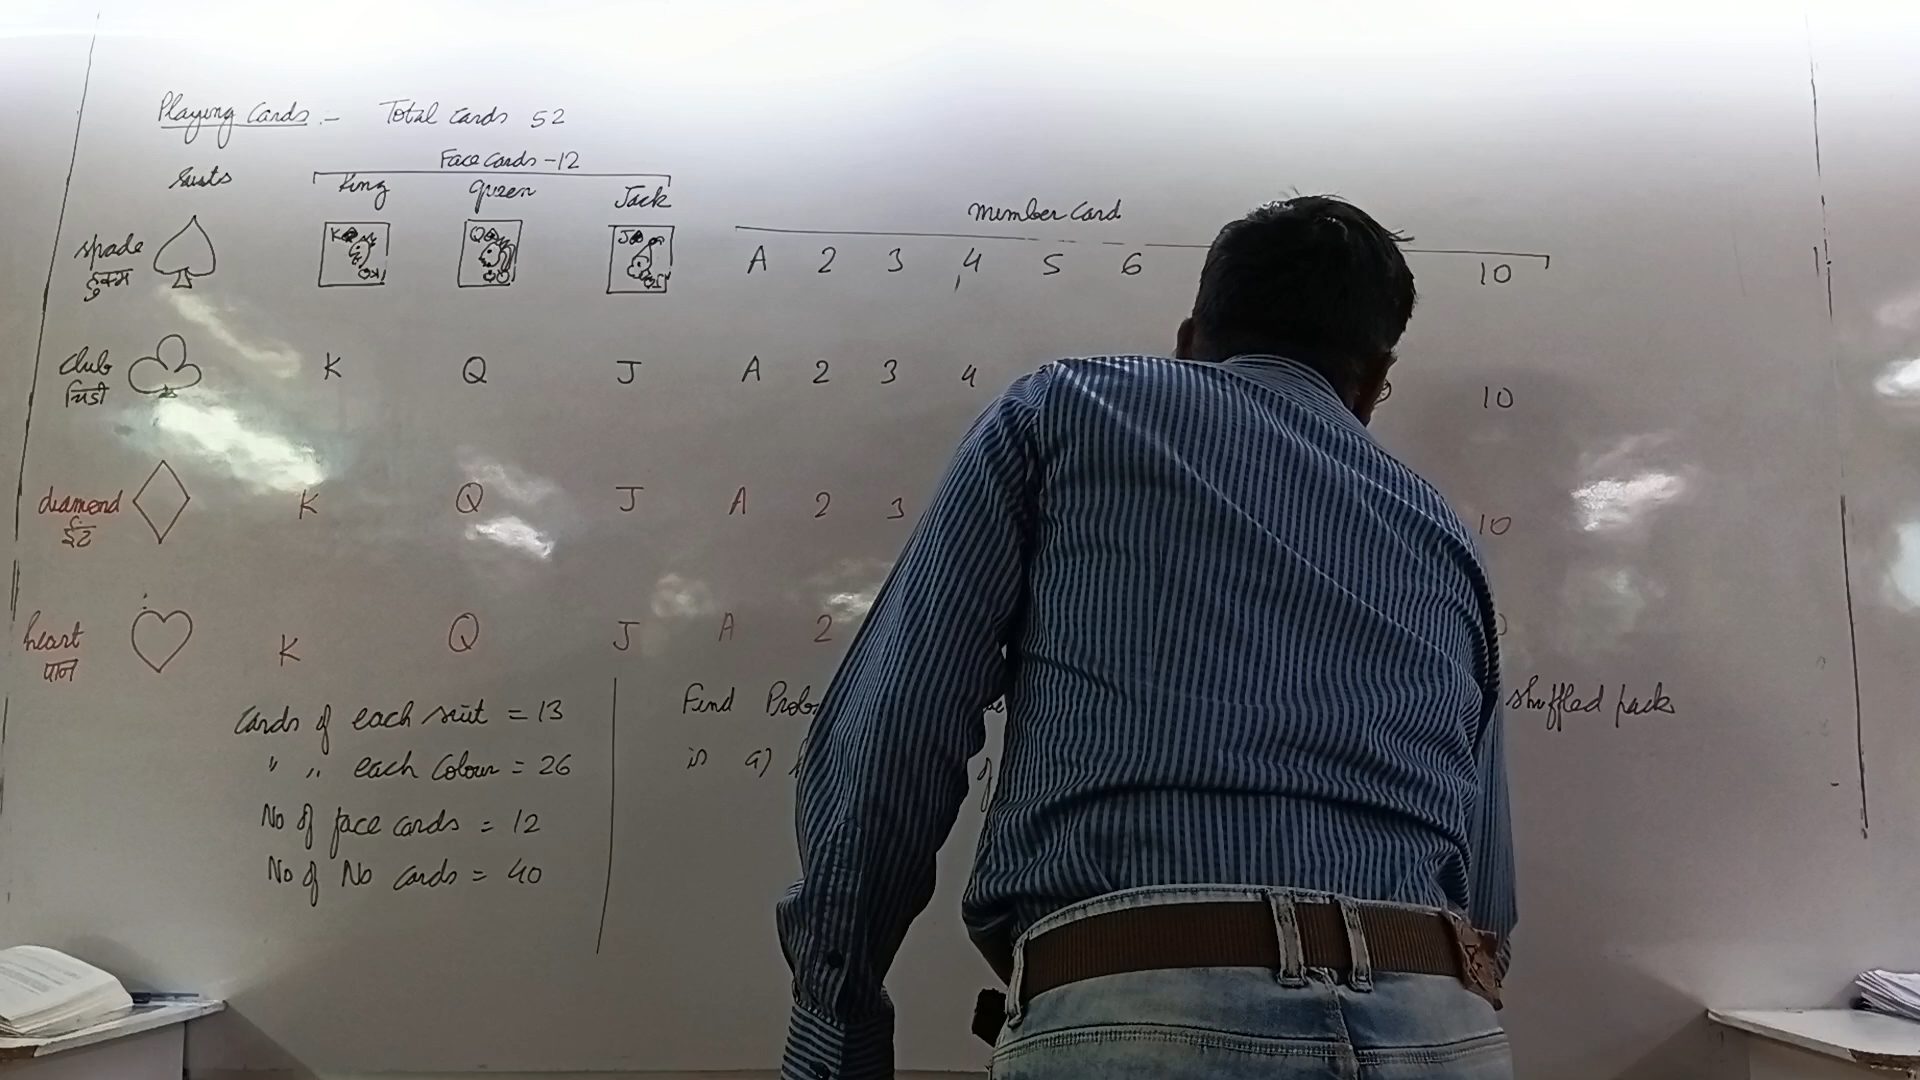 Playing Cards :- Total cards 52
Face cards - 12
Suits King Queen Jack
Number Card
spade K Q J A 2 3 4 5 6 10
हुकुम
club K Q J A 2 3 4 10
चिड़ी
diamond K Q J A 2 3 10
ईंट
heart K Q J A 2
पान
Cards of each suit = 13
" " each Colour = 26
No of face cards = 12
No of No cards = 40
Find shuffled pack
is a) of